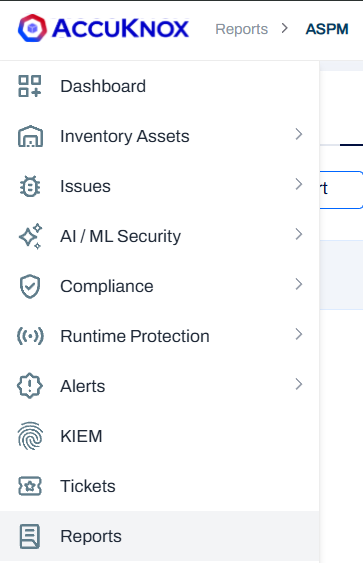 ACCUKNOX
Reports > ASPM
Dashboard
Inventory Assets
Issues
AI / ML Security
Compliance
rt
Runtime Protection
Alerts
KIEM
Tickets
Reports